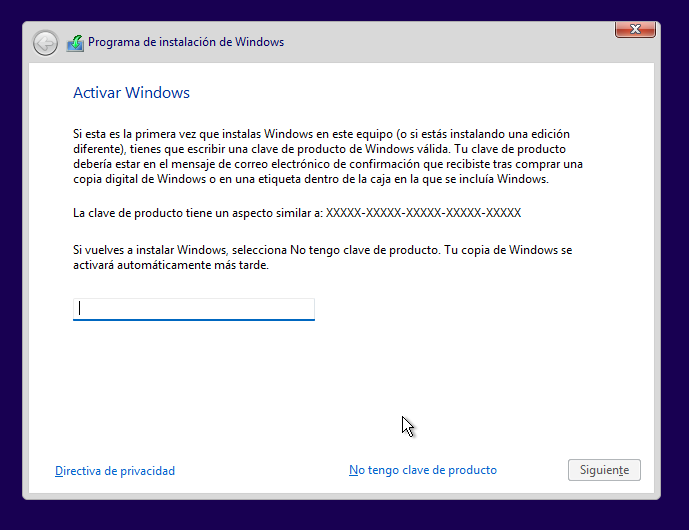 Programa de instalación de Windows
Activar Windows
Si esta es la primera vez que instalas Windows en este equipo (o si estás instalando una edición
diferente), tienes que escribir una clave de producto de Windows válida. Tu clave de producto
debería estar en el mensaje de correo electrónico de confirmación que recibiste tras comprar una
copia digital de Windows o en una etiqueta dentro de la caja en la que se incluía Windows.
La clave de producto tiene un aspecto similar a: XXXXX-XXXXX-XXXXX-XXXXX-XXXXX
Si vuelves a instalar Windows, selecciona No tengo clave de producto. Tu copia de Windows se
activará automáticamente más tarde.
Directiva de privacidad
No tengo clave de producto
Siguiente